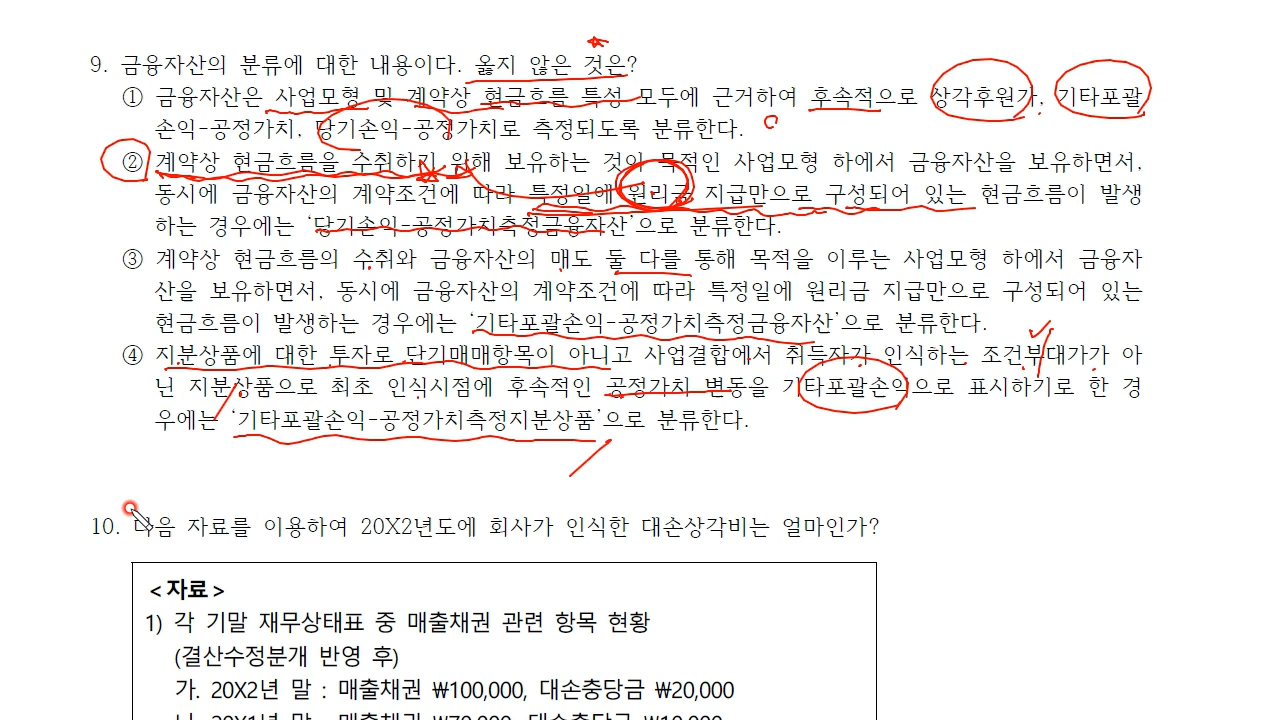 9. 금융자산의 분류에 대한 내용이다. 옳지 않은 것은?
① 금융자산은 사업모형 및 계약상 현금흐름 특성 모두에 근거하여 후속적으로 상각후원가, 기타포괄
손익-공정가치, 당기손익-공정가치로 측정되도록 분류한다.
② 계약상 현금흐름을 수취하기 위해 보유하는 것이 목적인 사업모형 하에서 금융자산을 보유하면서,
동시에 금융자산의 계약조건에 따라 특정일에 원리금 지급만으로 구성되어 있는 현금흐름이 발생
하는 경우에는 '당기손익-공정가치측정금융자산'으로 분류한다.
③ 계약상 현금흐름의 수취와 금융자산의 매도 둘 다를 통해 목적을 이루는 사업모형 하에서 금융자
산을 보유하면서, 동시에 금융자산의 계약조건에 따라 특정일에 원리금 지급만으로 구성되어 있는
현금흐름이 발생하는 경우에는 '기타포괄손익-공정가치측정금융자산'으로 분류한다.
④ 지분상품에 대한 투자로 단기매매항목이 아니고 사업결합에서 취득자가 인식하는 조건부대가가 아
닌 지분상품으로 최초 인식시점에 후속적인 공정가치 변동을 기타포괄손익으로 표시하기로 한 경
우에는 '기타포괄손익-공정가치측정지분상품'으로 분류한다.
10. 다음 자료를 이용하여 20X2년도에 회사가 인식한 대손상각비는 얼마인가?
<자료>
1) 각 기말 재무상태표 중 매출채권 관련 항목 현황
(결산수정분개 반영 후)
가. 20X2년 말 : 매출채권 ₩100,000, 대손충당금 ₩20,000
나. 20X1년 말 : 매출채권 ₩70,000, 대손충당금 ₩10,000